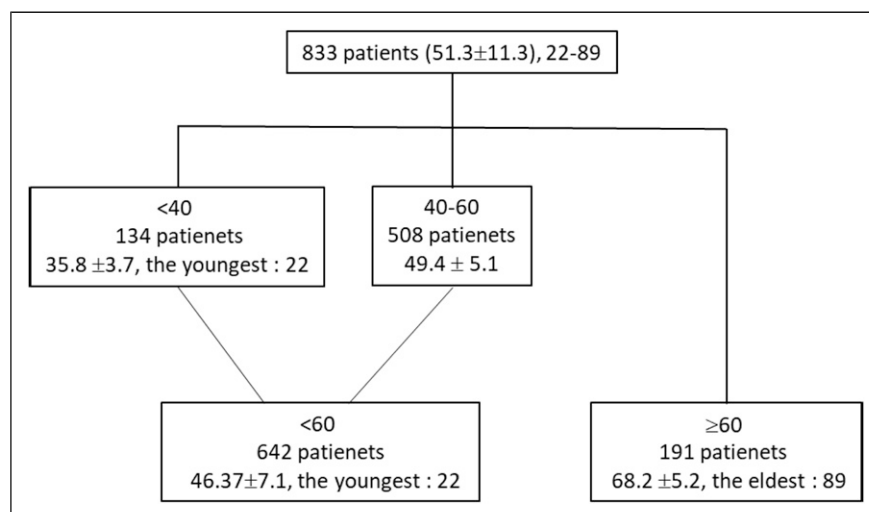 833 patients (51.3±11.3), 22-89
<40
134 patienets
35.8 ±3.7, the youngest : 22
40-60
508 patienets
49.4 ± 5.1
<60
642 patienets
46.37±7.1, the youngest : 22
≥60
191 patienets
68.2 ±5.2, the eldest : 89